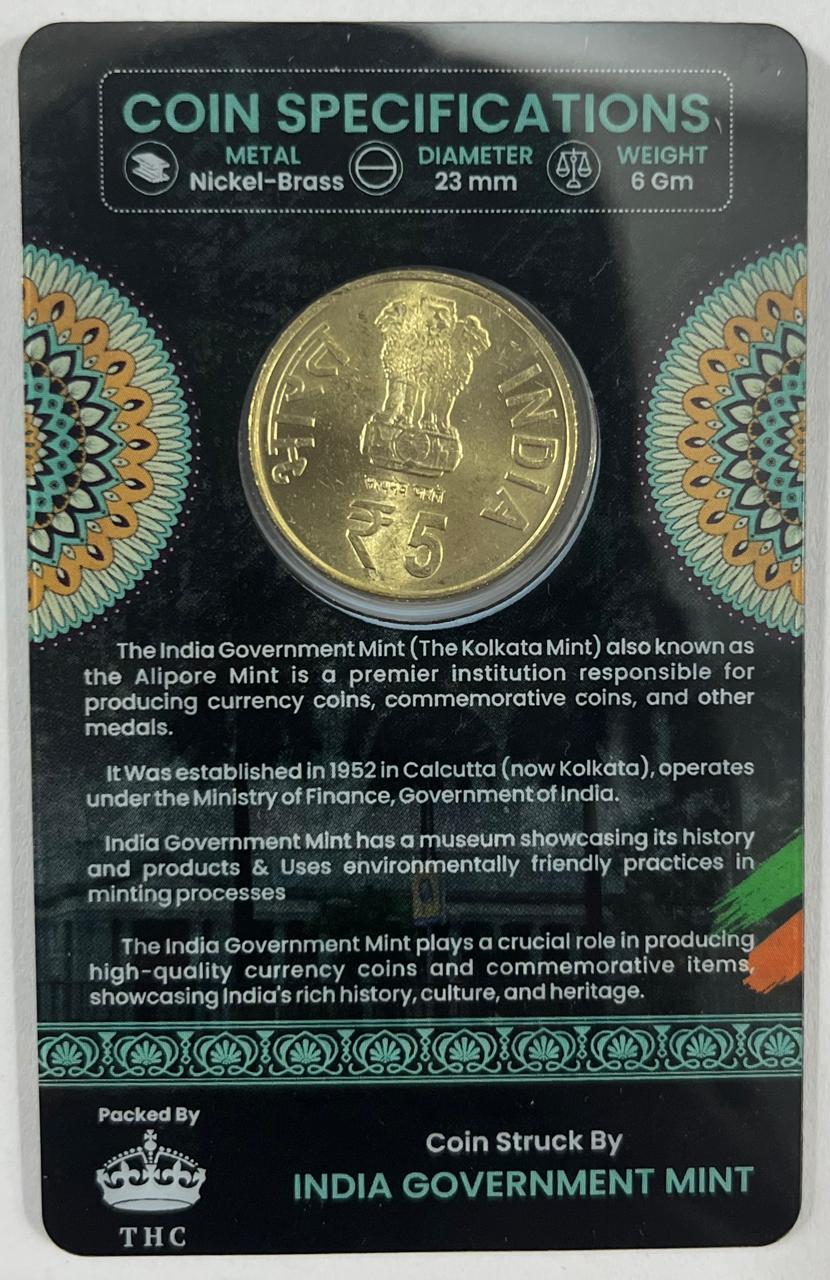 COIN SPECIFICATIONS
METAL
Nickel-Brass
DIAMETER
23 mm
WEIGHT
6 Gm
भारत
INDIA
सत्यमेव जयते
₹ 5
The India Government Mint (The Kolkata Mint) also known as
the Alipore Mint is a premier institution responsible for
producing currency coins, commemorative coins, and other
medals.
It Was established in 1952 in Calcutta (now Kolkata), operates
under the Ministry of Finance, Government of India.
India Government Mint has a museum showcasing its history
and products & Uses environmentally friendly practices in
minting processes
The India Government Mint plays a crucial role in producing
high-quality currency coins and commemorative items,
showcasing India's rich history, culture, and heritage.
Packed By
THC
Coin Struck By
INDIA GOVERNMENT MINT